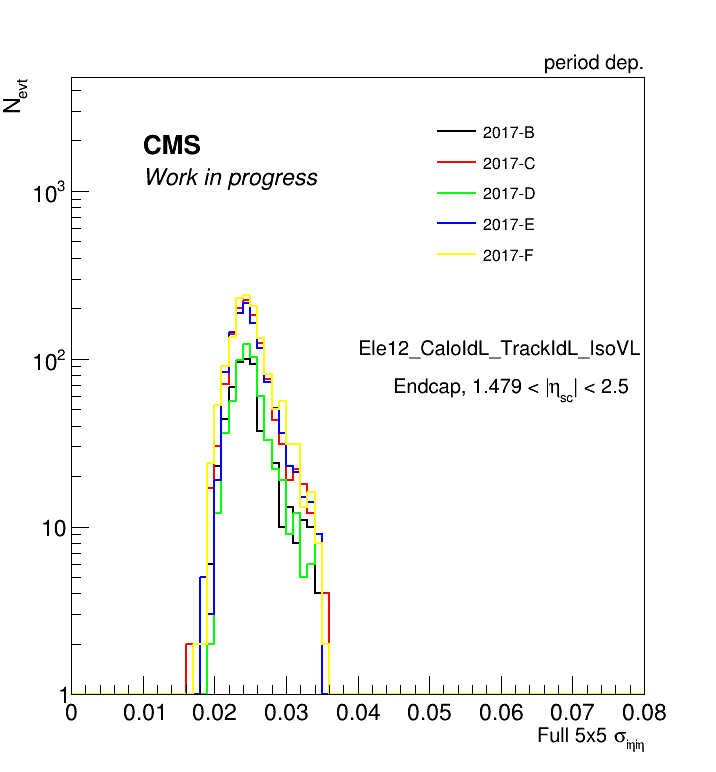 period dep.
N_evt
CMS
Work in progress
2017-B
2017-C
2017-D
2017-E
2017-F
Ele12_CaloIdL_TrackIdL_IsoVL
Endcap, 1.479 < |η_sc| < 2.5
10³
10²
10
1
0 0.01 0.02 0.03 0.04 0.05 0.06 0.07 0.08
Full 5x5 σ_iηiη